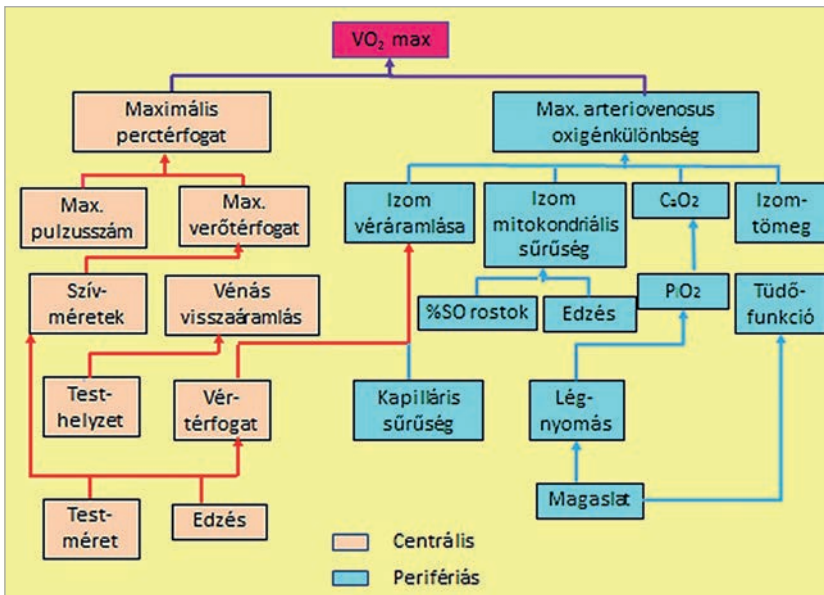 VO₂ max
Maximális
perctérfogat
Max. arteriovenosus
oxigénkülönbség
Max.
pulzusszám
Max.
verőtérfogat
Izom
véráramlása
Izom
mitokondriális
sűrűség
CaO2
Izom-
tömeg
Szív-
méretek
Vénás
visszaáramlás
%SO rostok
Edzés
PiO2
Tüdő-
funkció
Test-
helyzet
Vér-
térfogat
Kapilláris
sűrűség
Lég-
nyomás
Test-
méret
Edzés
Magaslat
Centrális
Perifériás